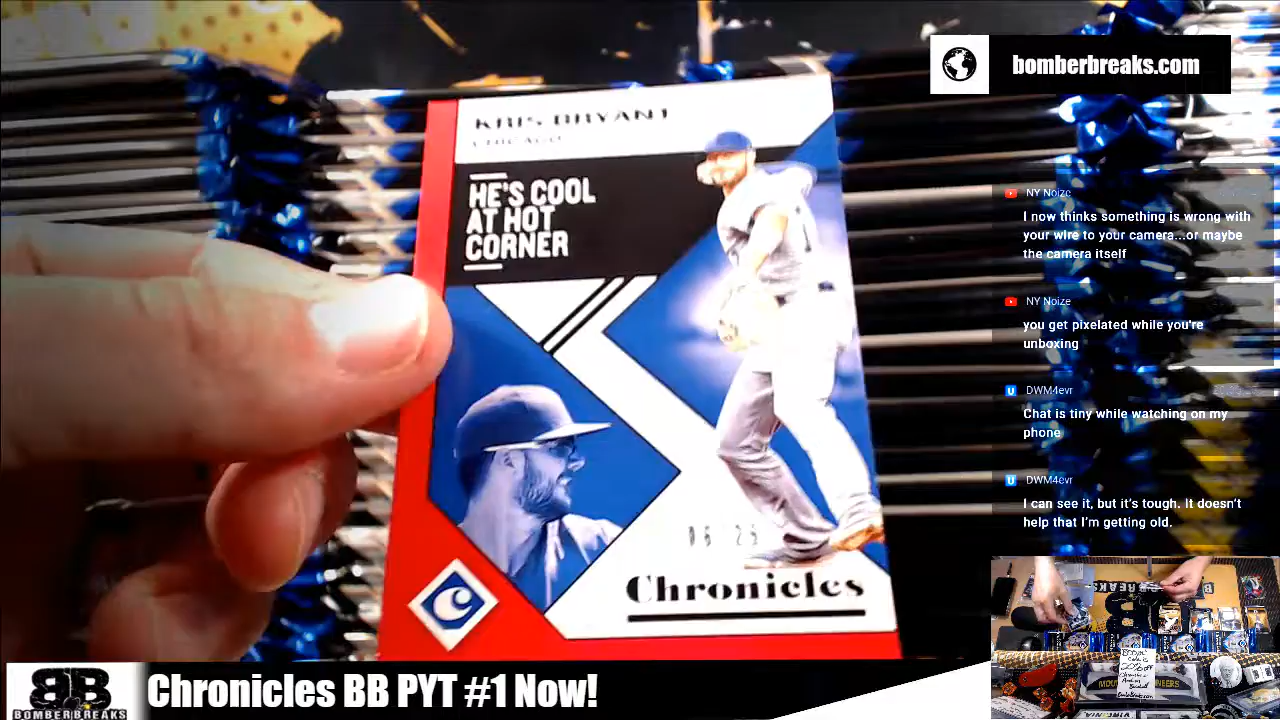 bomberbreaks.com
KRIS BRYANT
CHICAGO
HE'S COOL
AT HOT
CORNER
06/25
Chronicles
C
NY Noize
I now thinks something is wrong with
your wire to your camera...or maybe
the camera itself
NY Noize
you get pixelated while you're
unboxing
DWM4evr
Chat is tiny while watching on my
phone
DWM4evr
I can see it, but it's tough. It doesn't
help that I'm getting old.
BB
BOMBER BREAKS
Chronicles BB PYT #1 Now!